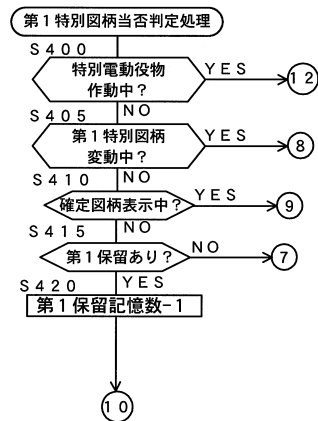 第1特別図柄当否判定処理
S400
特別電動役物
作動中？
YES
12
NO
S405
第1特別図柄
変動中？
YES
8
NO
S410
確定図柄表示中？
YES
9
NO
S415
第1保留あり？
NO
7
YES
S420
第1保留記憶数-1
10